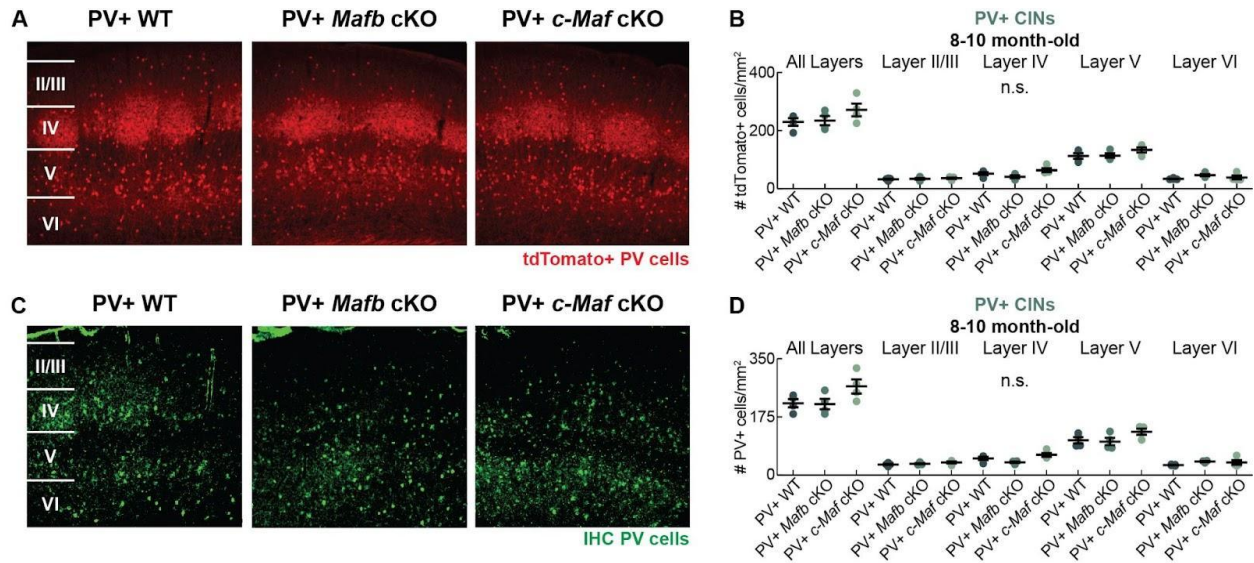 A
PV+ WT
PV+ Mafb cKO
PV+ c-Maf cKO
II/III
IV
V
VI
tdTomato+ PV cells
B
PV+ CINs
8-10 month-old
All Layers
Layer II/III
Layer IV
Layer V
Layer VI
n.s.
# tdTomato+ cells/mm²
400
200
0
PV+ WT
PV+ Mafb cKO
PV+ c-Maf cKO
PV+ WT
PV+ Mafb cKO
PV+ c-Maf cKO
PV+ WT
PV+ Mafb cKO
PV+ c-Maf cKO
PV+ WT
PV+ Mafb cKO
PV+ c-Maf cKO
PV+ WT
PV+ Mafb cKO
PV+ c-Maf cKO
C
PV+ WT
PV+ Mafb cKO
PV+ c-Maf cKO
II/III
IV
V
VI
IHC PV cells
D
PV+ CINs
8-10 month-old
All Layers
Layer II/III
Layer IV
Layer V
Layer VI
n.s.
# PV+ cells/mm²
350
175
0
PV+ WT
PV+ Mafb cKO
PV+ c-Maf cKO
PV+ WT
PV+ Mafb cKO
PV+ c-Maf cKO
PV+ WT
PV+ Mafb cKO
PV+ c-Maf cKO
PV+ WT
PV+ Mafb cKO
PV+ c-Maf cKO
PV+ WT
PV+ Mafb cKO
PV+ c-Maf cKO